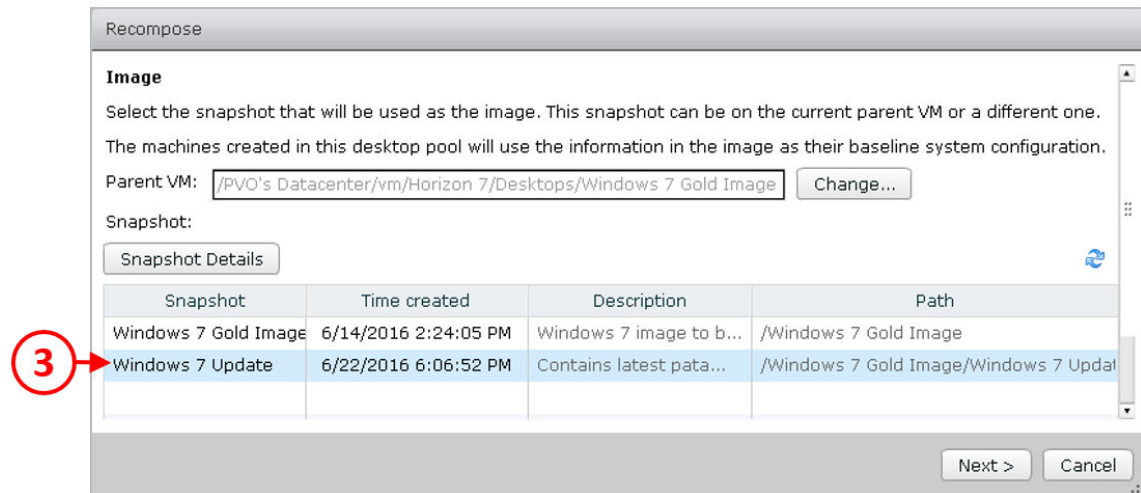 Recompose
Image
Select the snapshot that will be used as the image. This snapshot can be on the current parent VM or a different one.
The machines created in this desktop pool will use the information in the image as their baseline system configuration.
Parent VM: /PVO's Datacenter/vm/Horizon 7/Desktops/Windows 7 Gold Image Change...
Snapshot:
Snapshot Details
Snapshot Time created Description Path
Windows 7 Gold Image 6/14/2016 2:24:05 PM Windows 7 image to b... /Windows 7 Gold Image
3 Windows 7 Update 6/22/2016 6:06:52 PM Contains latest pata... /Windows 7 Gold Image/Windows 7 Updat
Next > Cancel